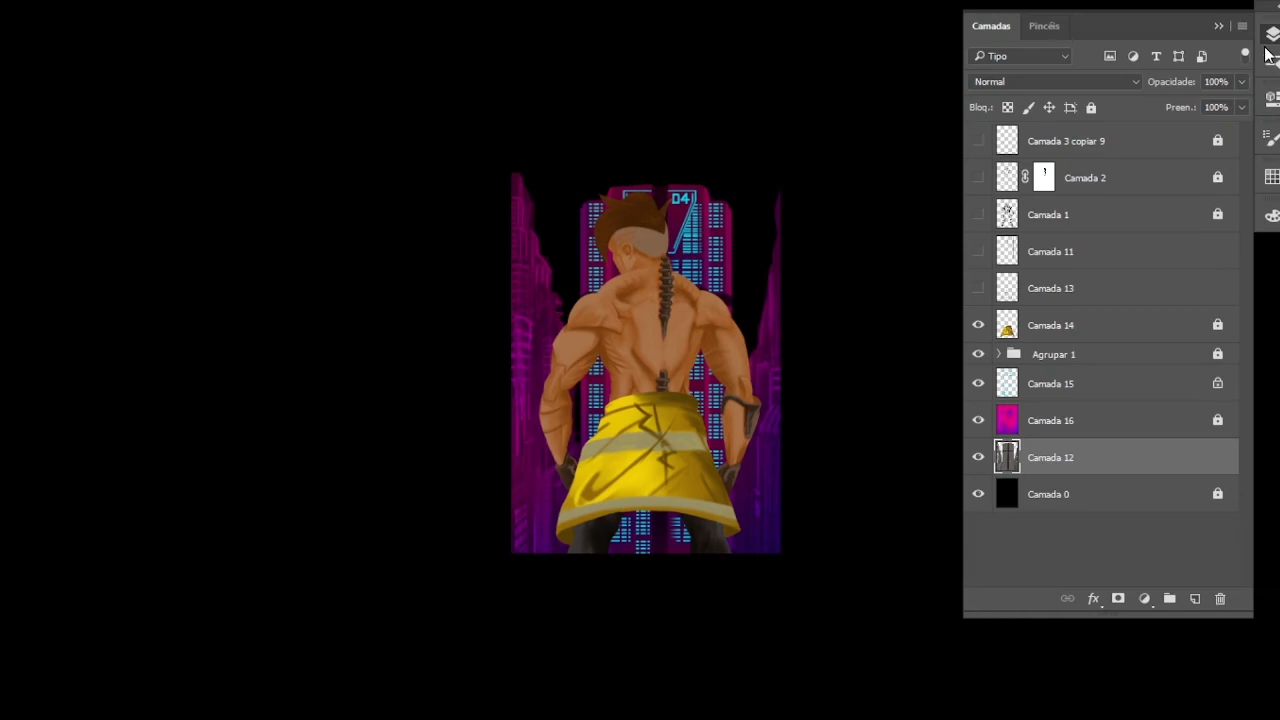 Camadas Pincéis
Tipo
Normal Opacidade: 100%
Bloq.: Preen.: 100%
Camada 3 copiar 9
Camada 2
Camada 1
Camada 11
Camada 13
Camada 14
Agrupar 1
Camada 15
Camada 16
Camada 12
Camada 0
fx
04